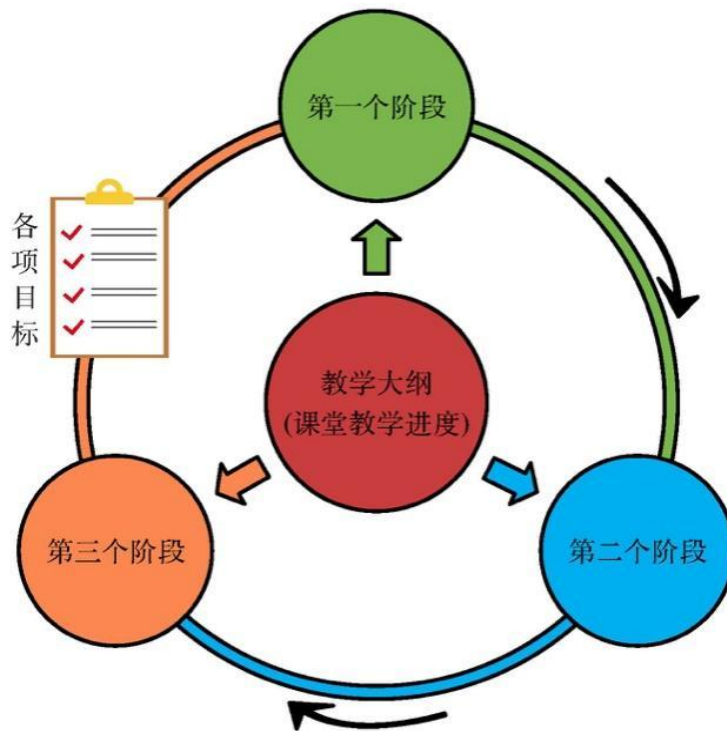 第一个阶段
各项目标
教学大纲
(课堂教学进度)
第三个阶段
第二个阶段